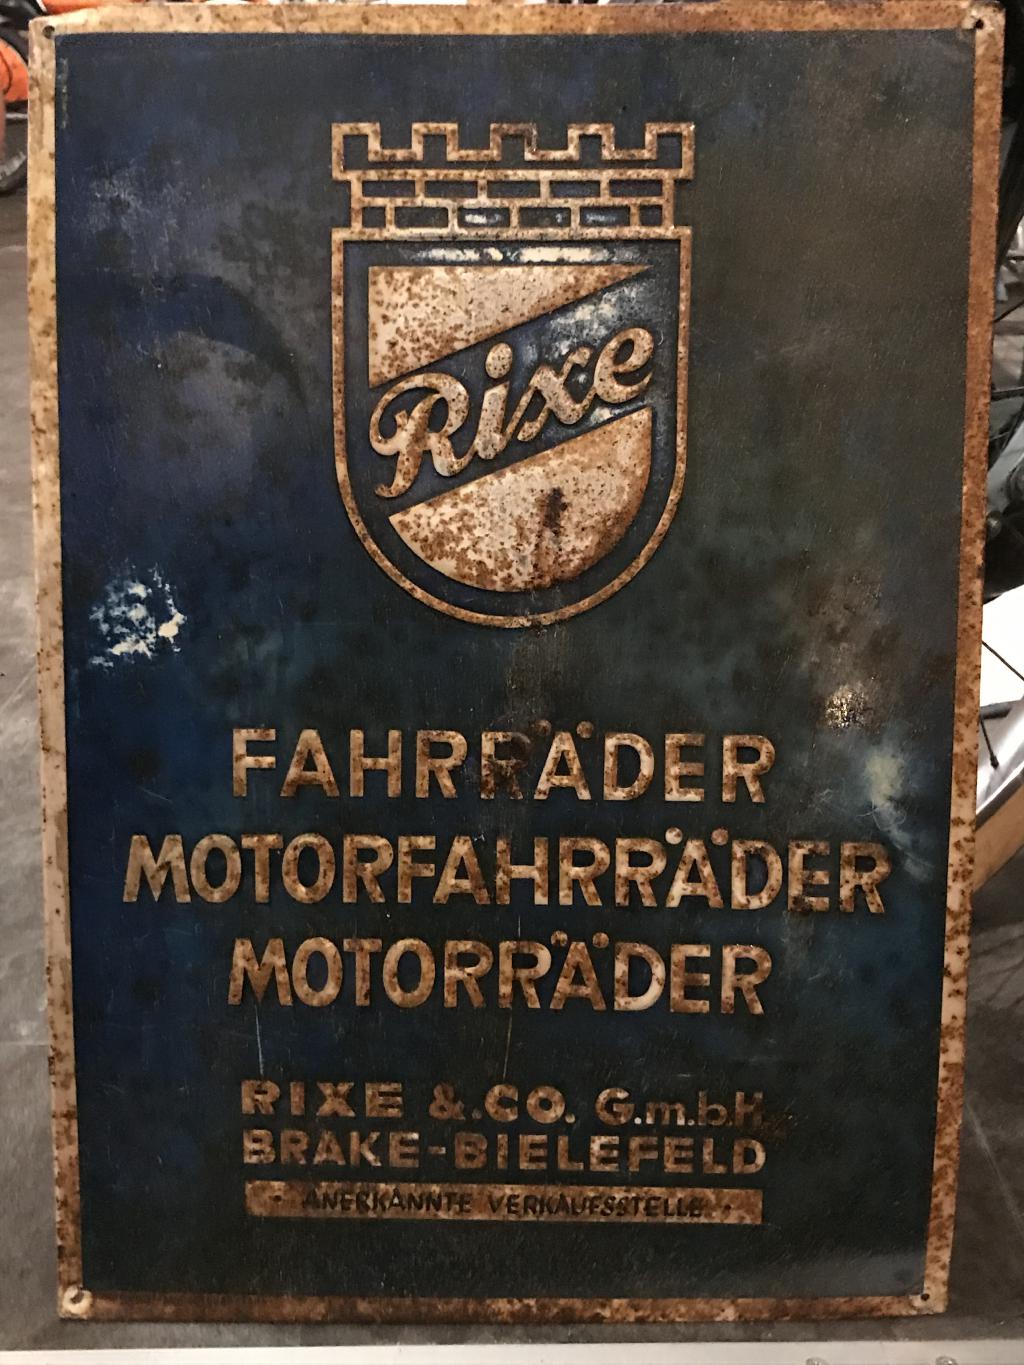 Rixe
FAHRRÄDER
MOTORFAHRRÄDER
MOTORRÄDER
RIXE & CO. G.m.b.H.
BRAKE-BIELEFELD
· ANERKANNTE VERKAUFSSTELLE ·